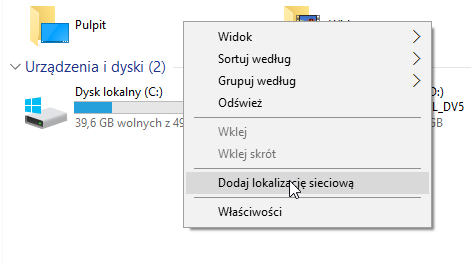 Pulpit
Widok
Sortuj według
Grupuj według
Odśwież
Wklej
Wklej skrót
Dodaj lokalizację sieciową
Właściwości
Urządzenia i dyski (2)
Dysk lokalny (C:)
39,6 GB wolnych z 49
D:)
L_DV5
GB